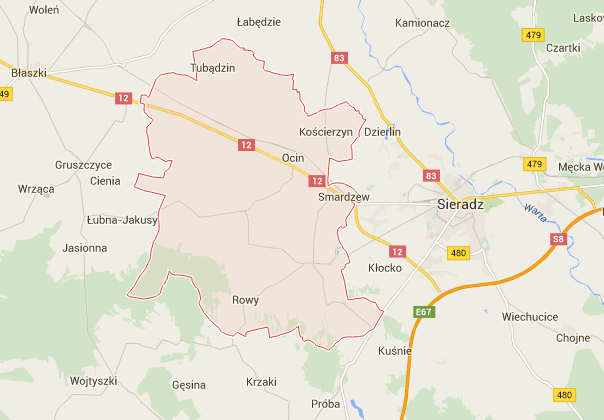 Woleń
Łabędzie
Kamionacz
Laskow
479
Czartki
83
Tubądzin
Błaszki
49
12
Kościerzyn
Dzierlin
12
Ocin
479
Męcka Wo
Gruszczyce
Cienia
12
83
Wrząca
Smardzew
Sieradz
Warta
Łubna-Jakusy
S8
Jasionna
12
480
Kłocko
Rowy
E67
Wiechucice
Chojne
Kuśnie
Wojtyszki
Gęsina
Krzaki
480
Próba